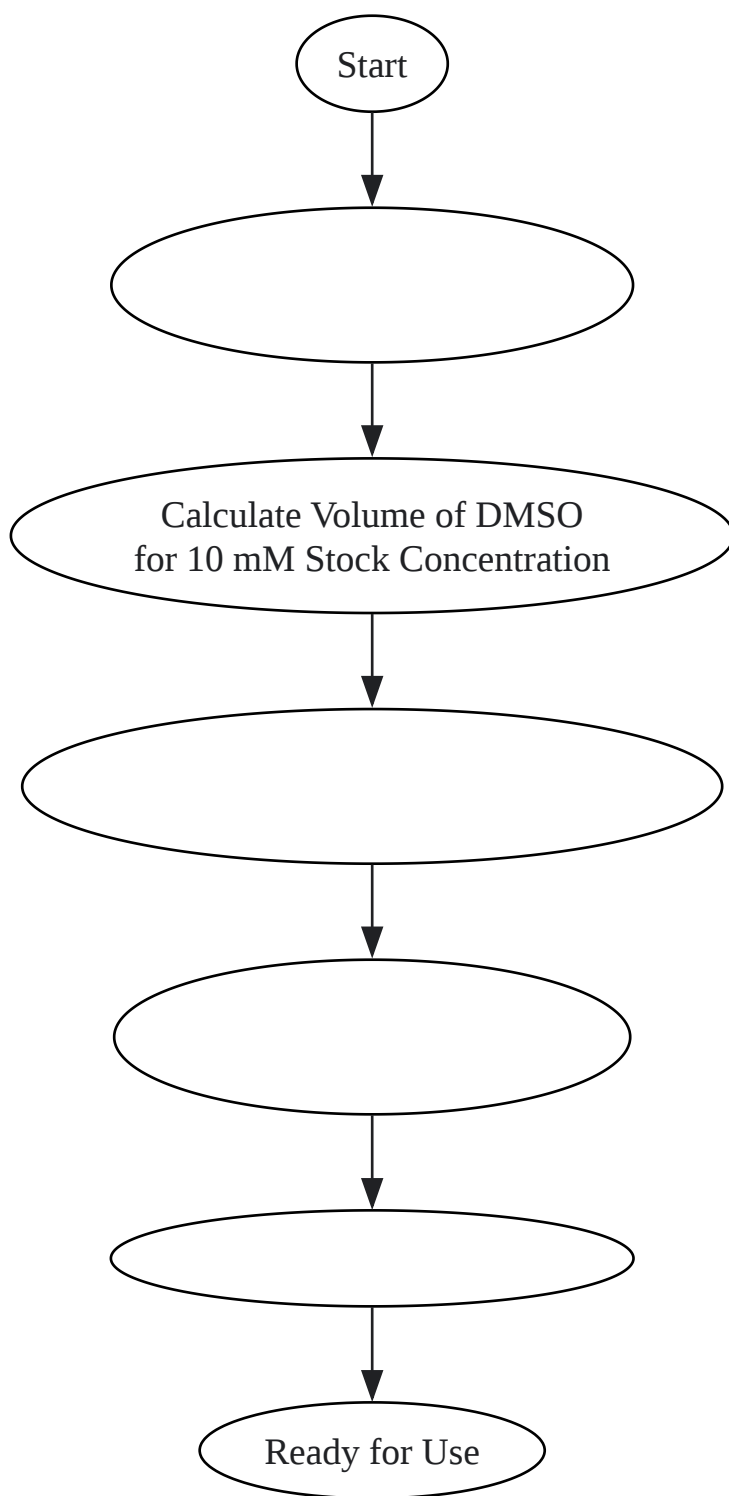 Start
Calculate Volume of DMSO
for 10 mM Stock Concentration
Ready for Use